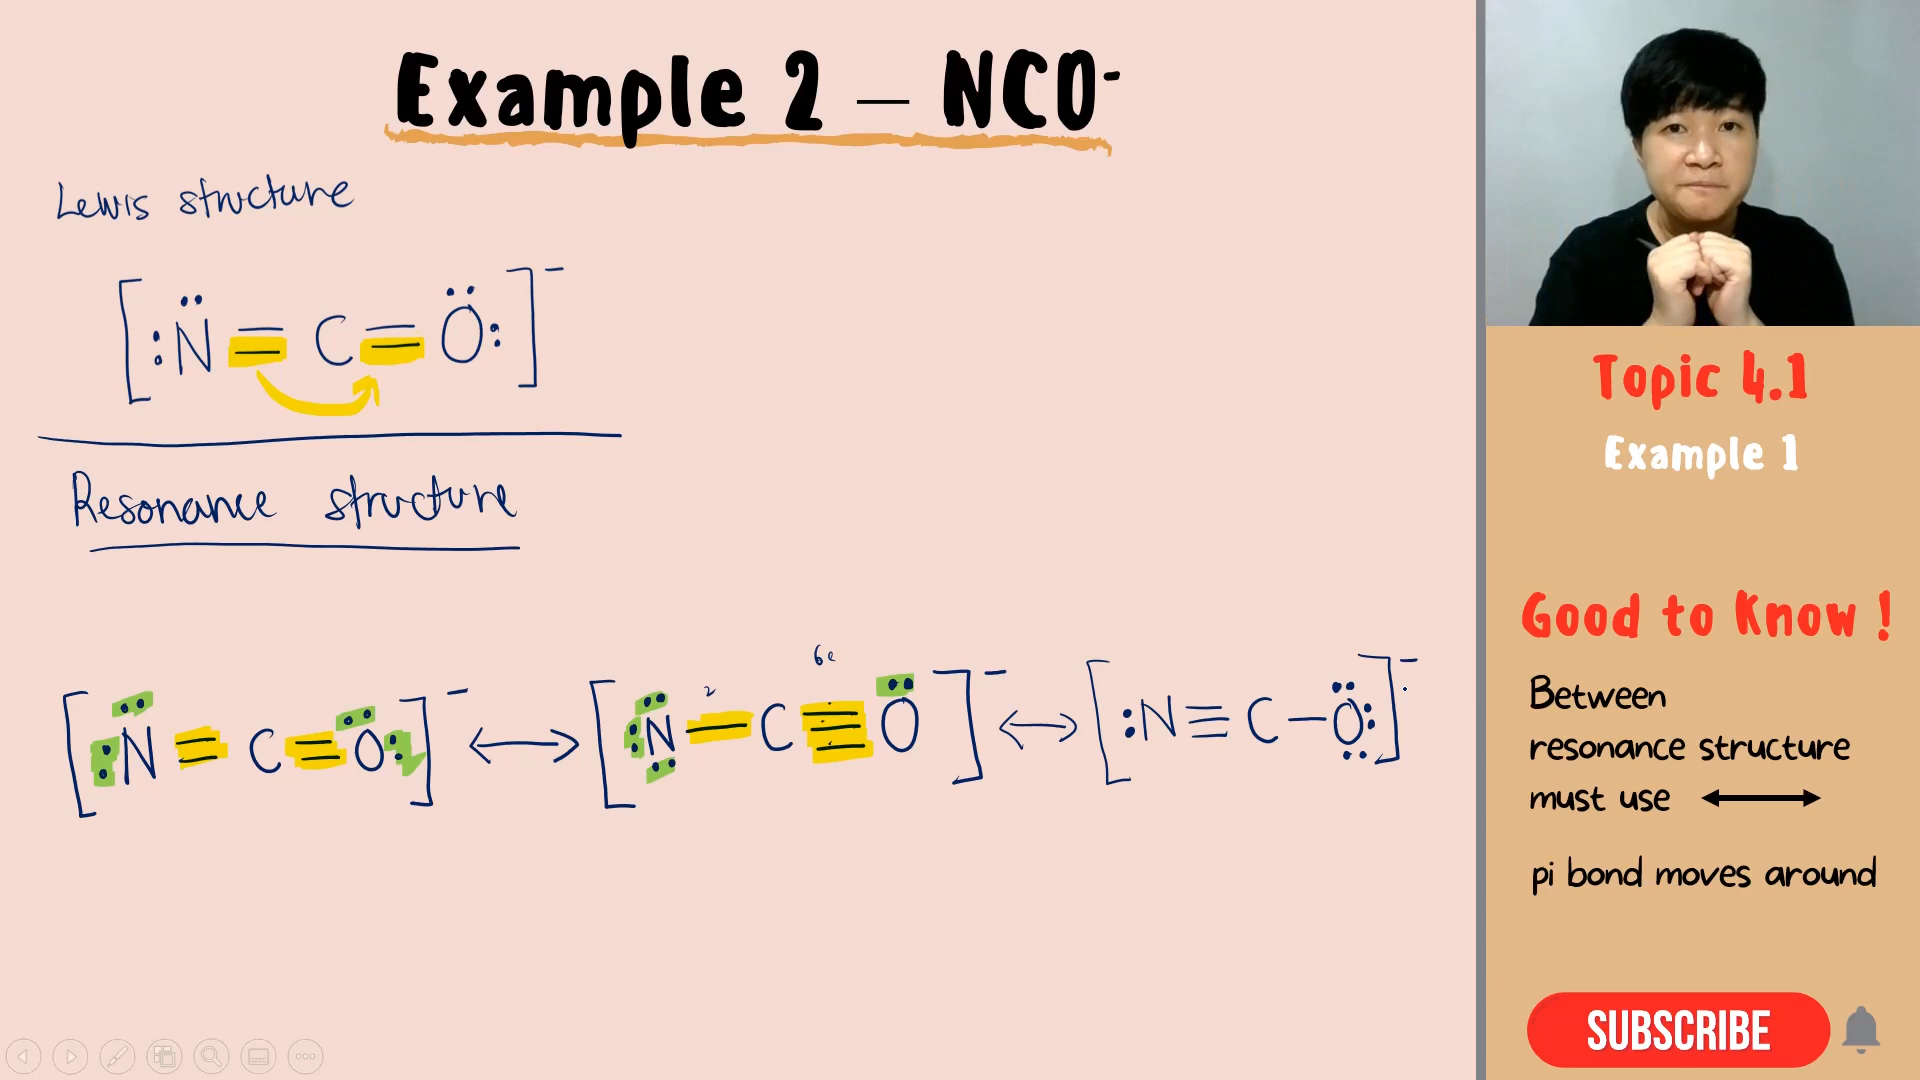 Example 2 – NCO⁻
Lewis structure
[:N̈=C=Ö:]⁻
Resonance structure
6e
2
[:N̈=C=Ö:]⁻ ⟷ [:N̤̈–C≡Ö]⁻ ⟷ [:N≡C–Ö̤:]⁻
Topic 4.1
Example 1
Good to Know !
Between
resonance structure
must use ⟷
pi bond moves around
SUBSCRIBE